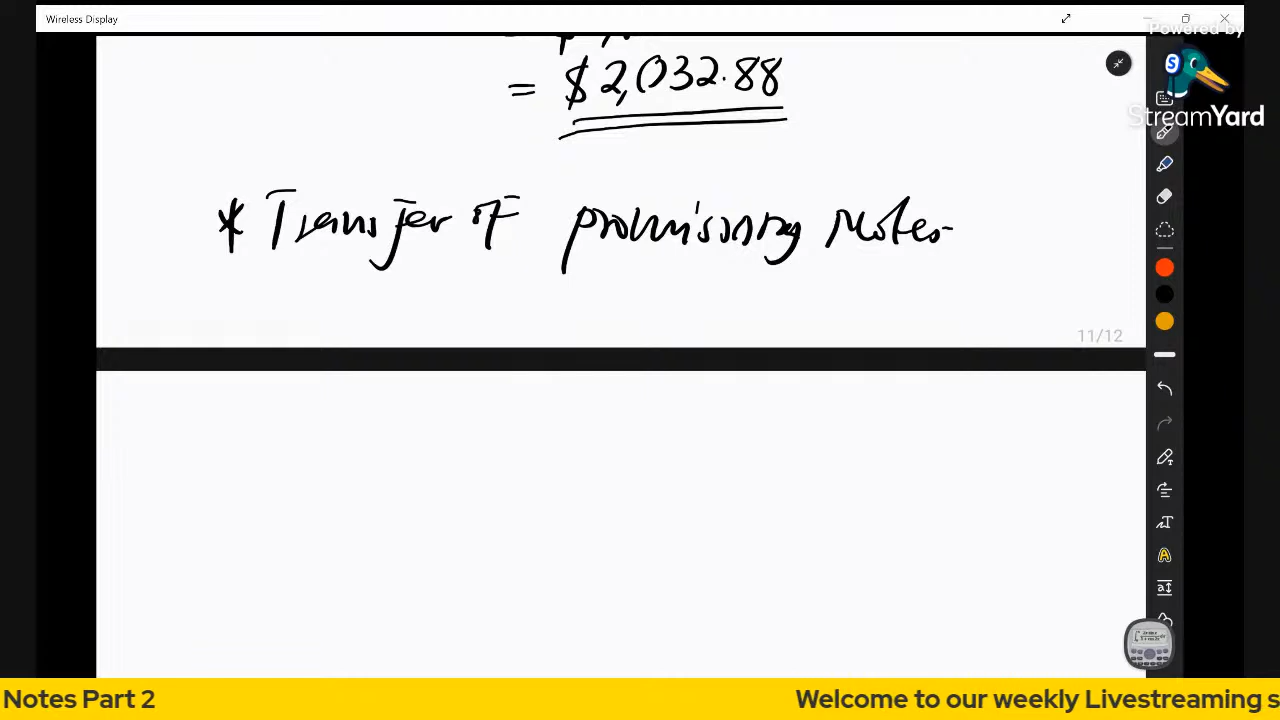 Wireless Display
Powered by
StreamYard
= $2,032.88
* Transfer of promissory Notes-
11/12
Notes Part 2
Welcome to our weekly Livestreaming s